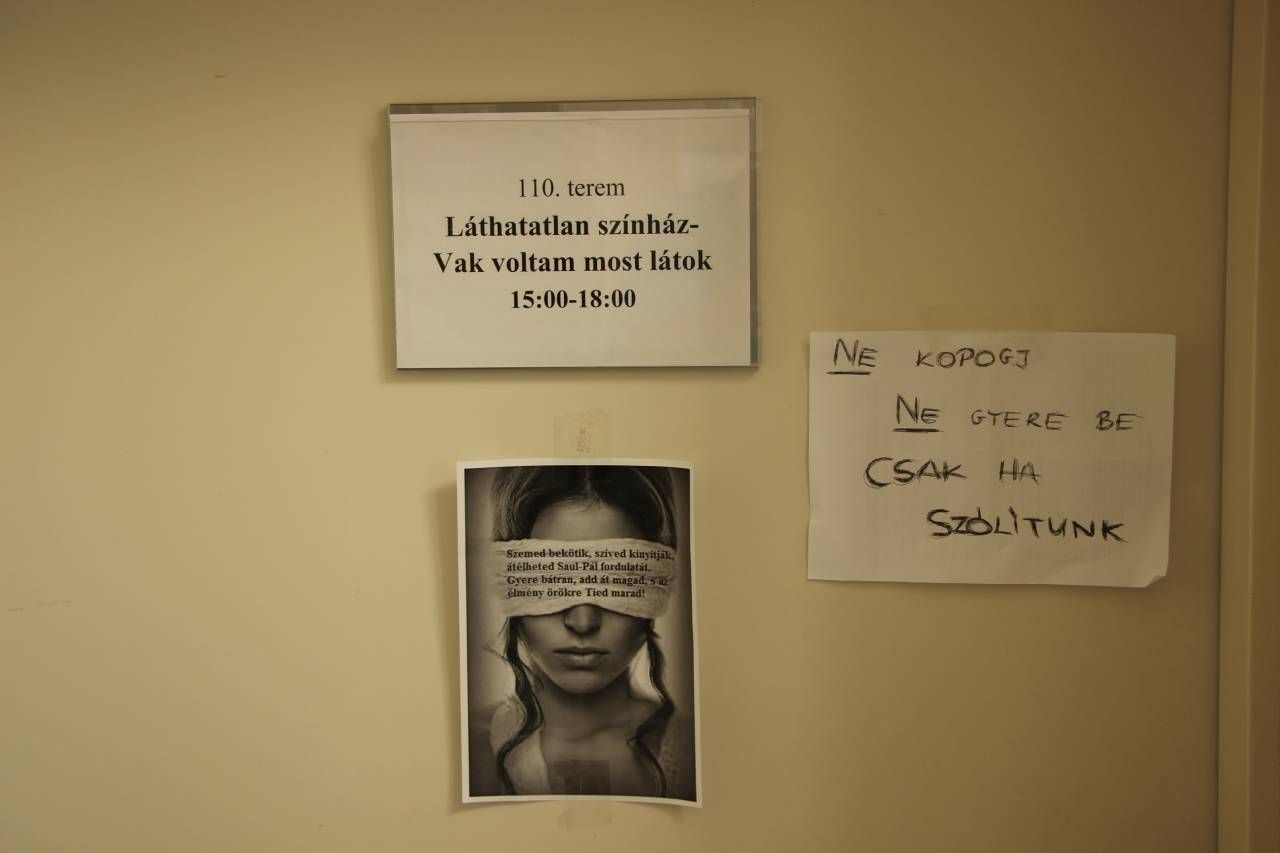 110. terem
Láthatatlan színház-
Vak voltam most látok
15:00-18:00
NE KOPOGJ
NE GYERE BE
CSAK HA
SZÓLÍTUNK
Szemed bekötik, szíved kinyitják,
átélheted Saul-Pál fordulatát.
Gyere bátran, add át magad, s az
élmény örökre Tied marad!